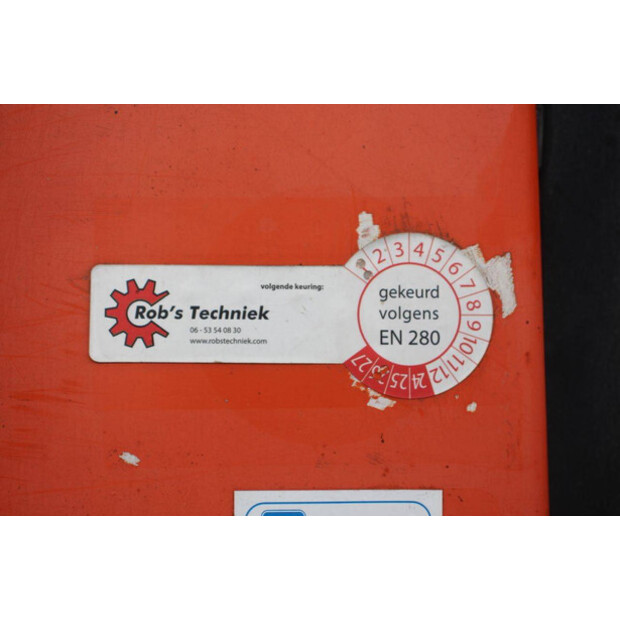 volgende keuring:
Rob's Techniek
06 - 53 54 08 30
www.robstechniek.com
2 3 4 5 6 7 8 9 10 11 12
gekeurd
volgens
EN 280
24 25 27